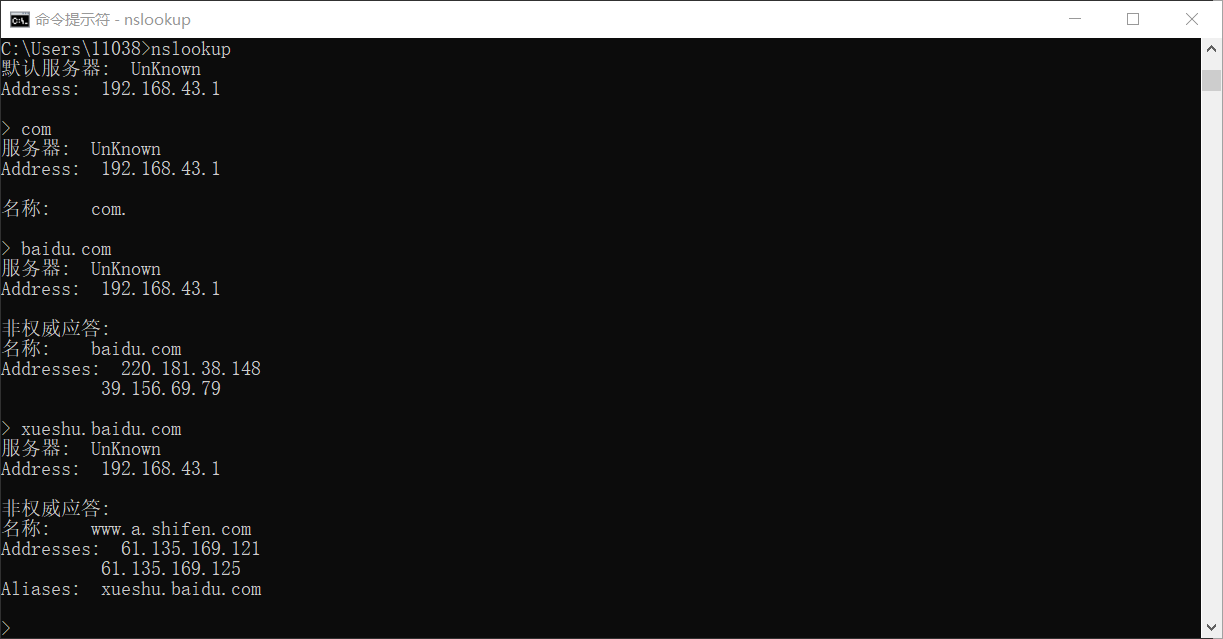 命令提示符 - nslookup
C:\Users\11038>nslookup
默认服务器:  UnKnown
Address:  192.168.43.1
> com
服务器:  UnKnown
Address:  192.168.43.1
名称:    com.
> baidu.com
服务器:  UnKnown
Address:  192.168.43.1
非权威应答:
名称:    baidu.com
Addresses:  220.181.38.148
          39.156.69.79
> xueshu.baidu.com
服务器:  UnKnown
Address:  192.168.43.1
非权威应答:
名称:    www.a.shifen.com
Addresses:  61.135.169.121
          61.135.169.125
Aliases:  xueshu.baidu.com
>